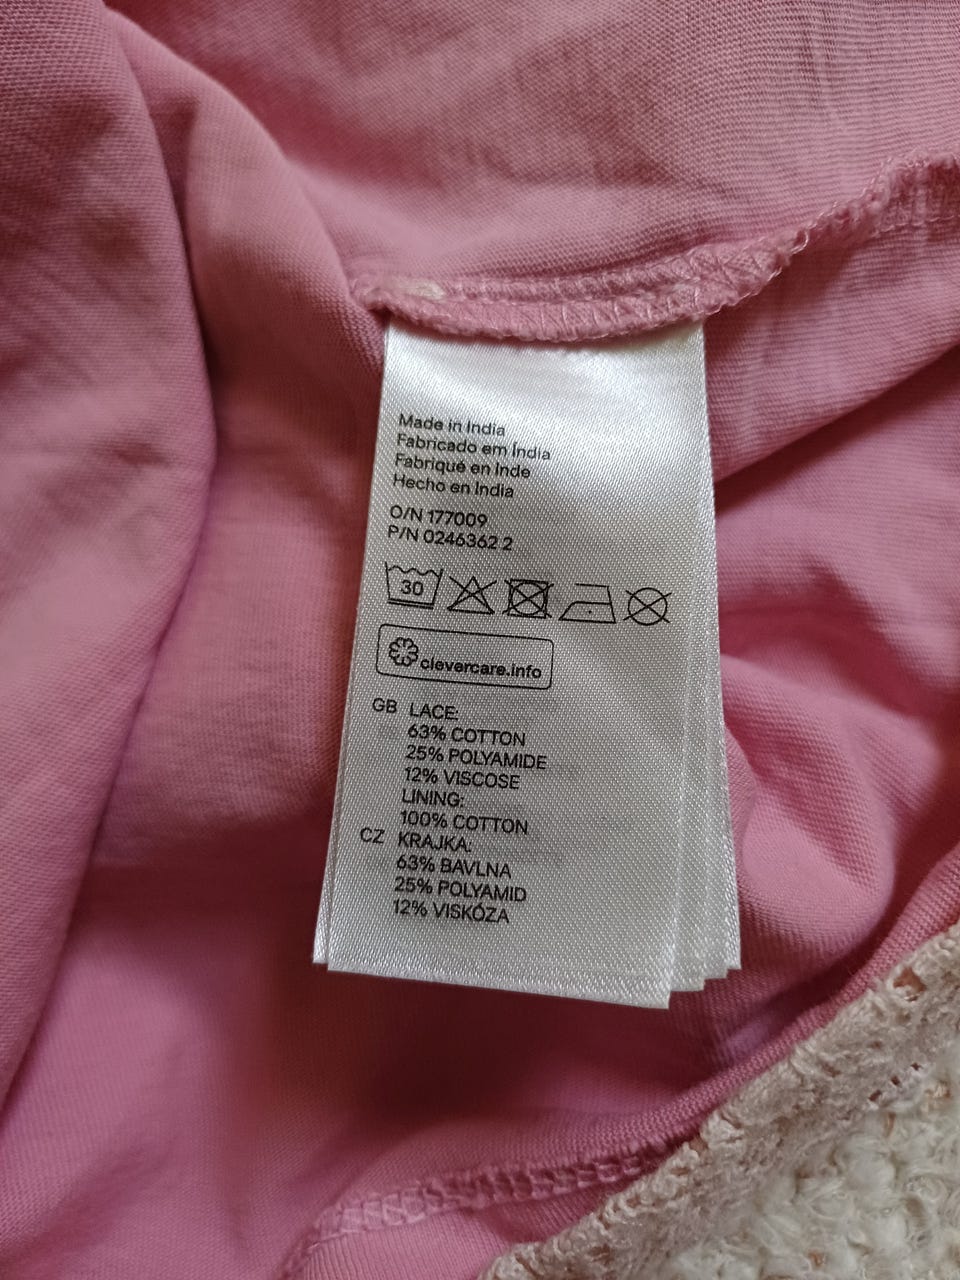 Made in India
Fabricado em Índia
Fabriqué en Inde
Hecho en India
O/N 177009
P/N 0246362 2
30
clevercare.info
GB LACE:
63% COTTON
25% POLYAMIDE
12% VISCOSE
LINING:
100% COTTON
CZ KRAJKA:
63% BAVLNA
25% POLYAMID
12% VISKÓZA